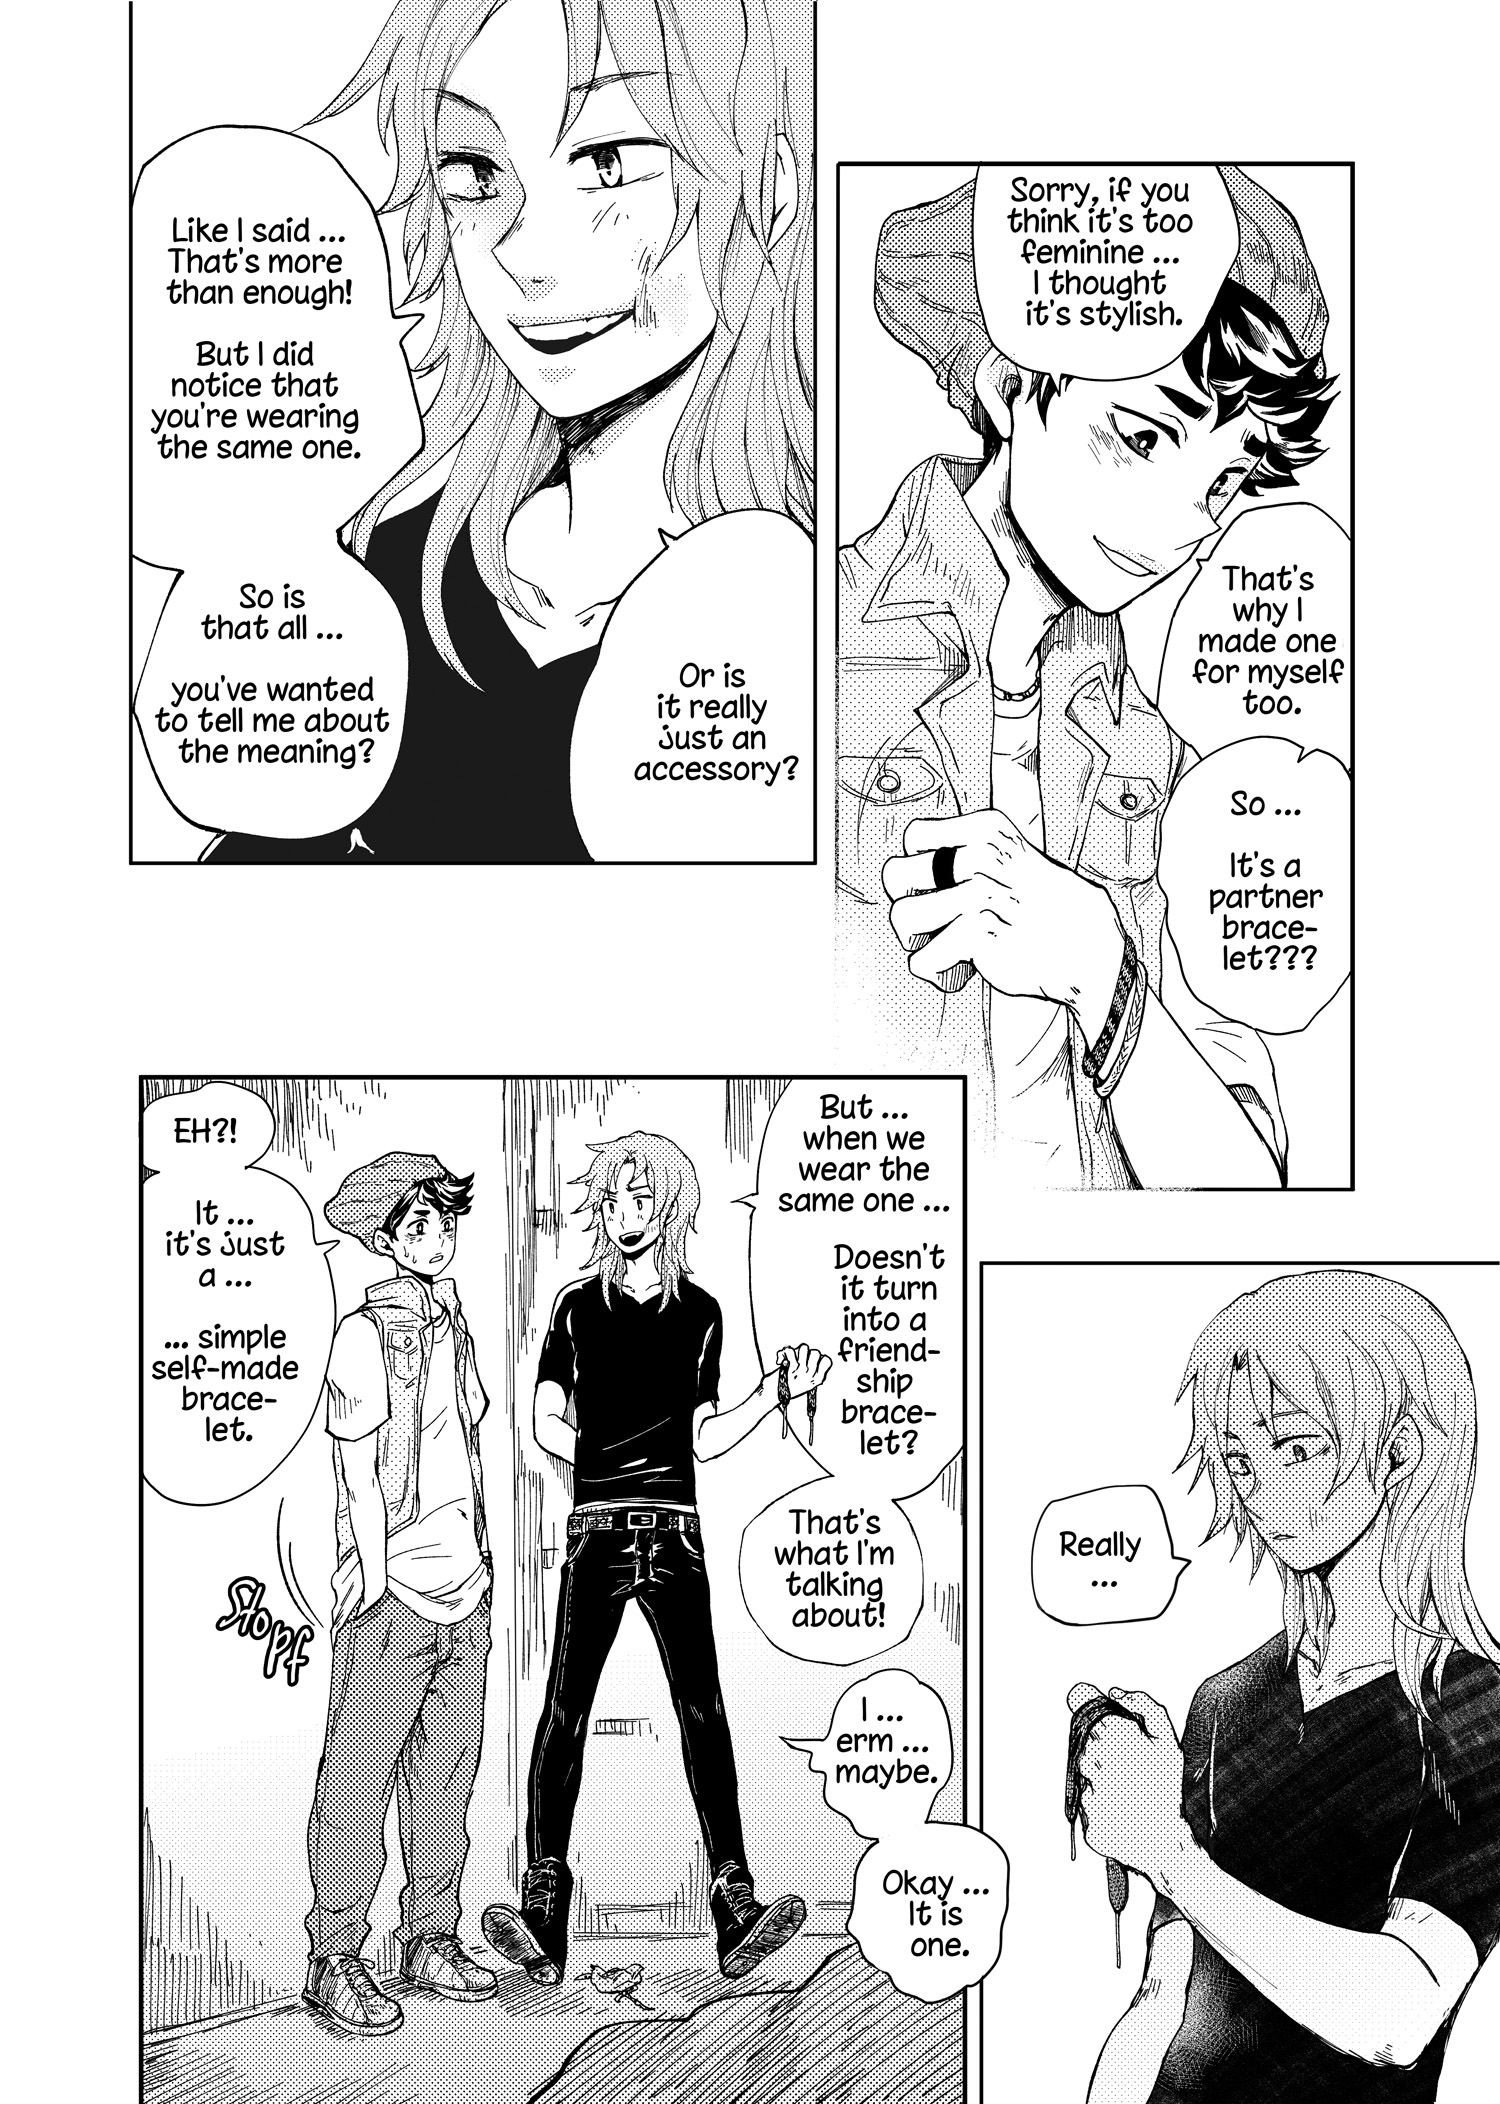 Like I said ...
That's more
than enough!
But I did
notice that
you're wearing
the same one.
So is
that all ...
you've wanted
to tell me about
the meaning?
Or is
it really
just an
accessory?
Sorry, if you
think it's too
feminine ...
I thought
it's stylish.
That's
why I
made one
for myself
too.
So ...
It's a
partner
brace-
let???
EH?!
It ...
it's just
a ...
... simple
self-made
brace-
let.
Stopf
But ...
when we
wear the
same one ...
Doesn't
it turn
into a
friend-
ship
brace-
let?
That's
what I'm
talking
about!
I ...
erm ...
maybe.
Okay ...
It is
one.
Really
...